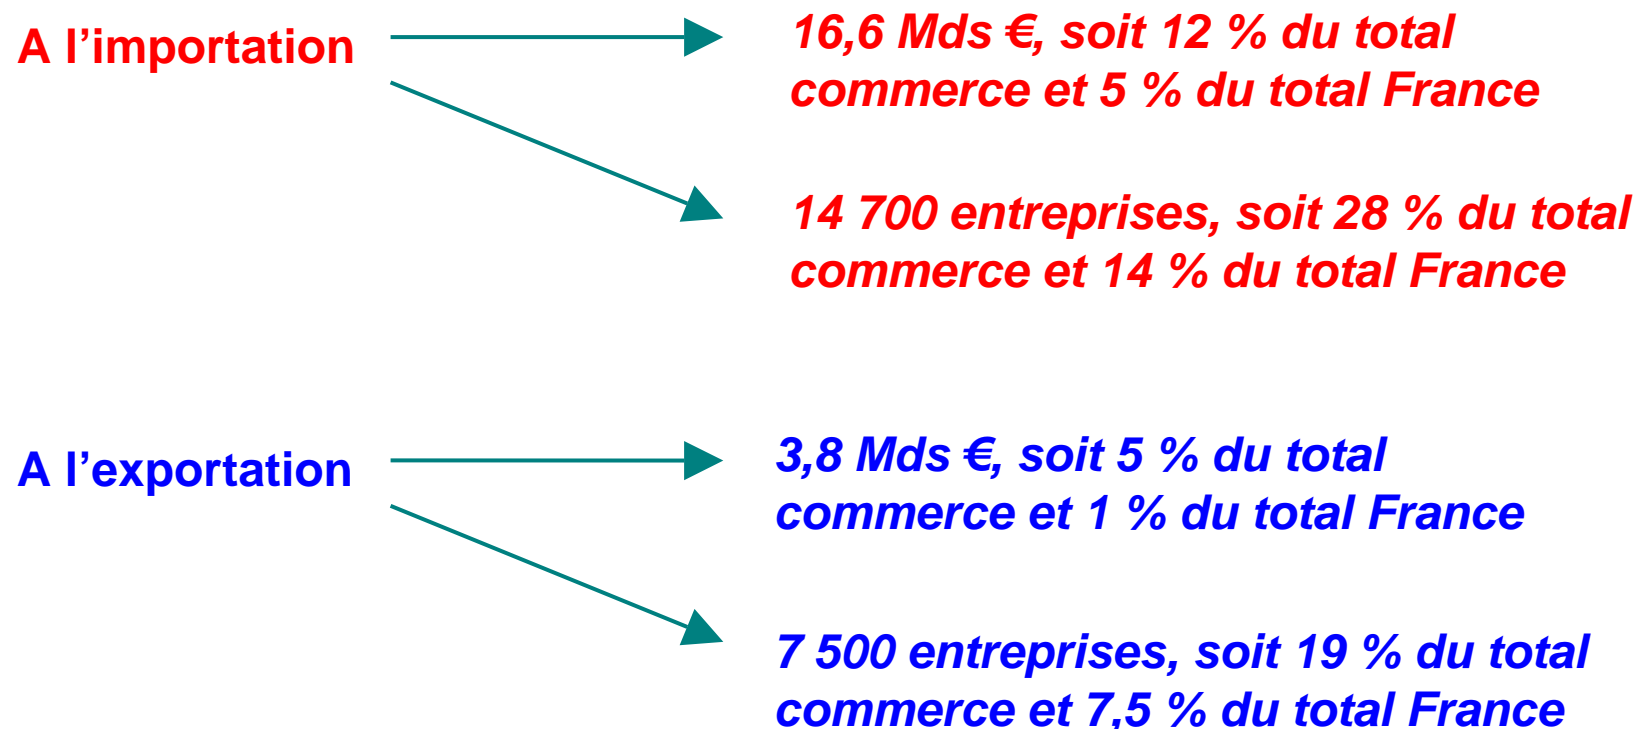 A l’importation
16,6 Mds €, soit 12 % du total
commerce et 5 % du total France
14 700 entreprises, soit 28 % du total
commerce et 14 % du total France
A l’exportation
3,8 Mds €, soit 5 % du total
commerce et 1 % du total France
7 500 entreprises, soit 19 % du total
commerce et 7,5 % du total France